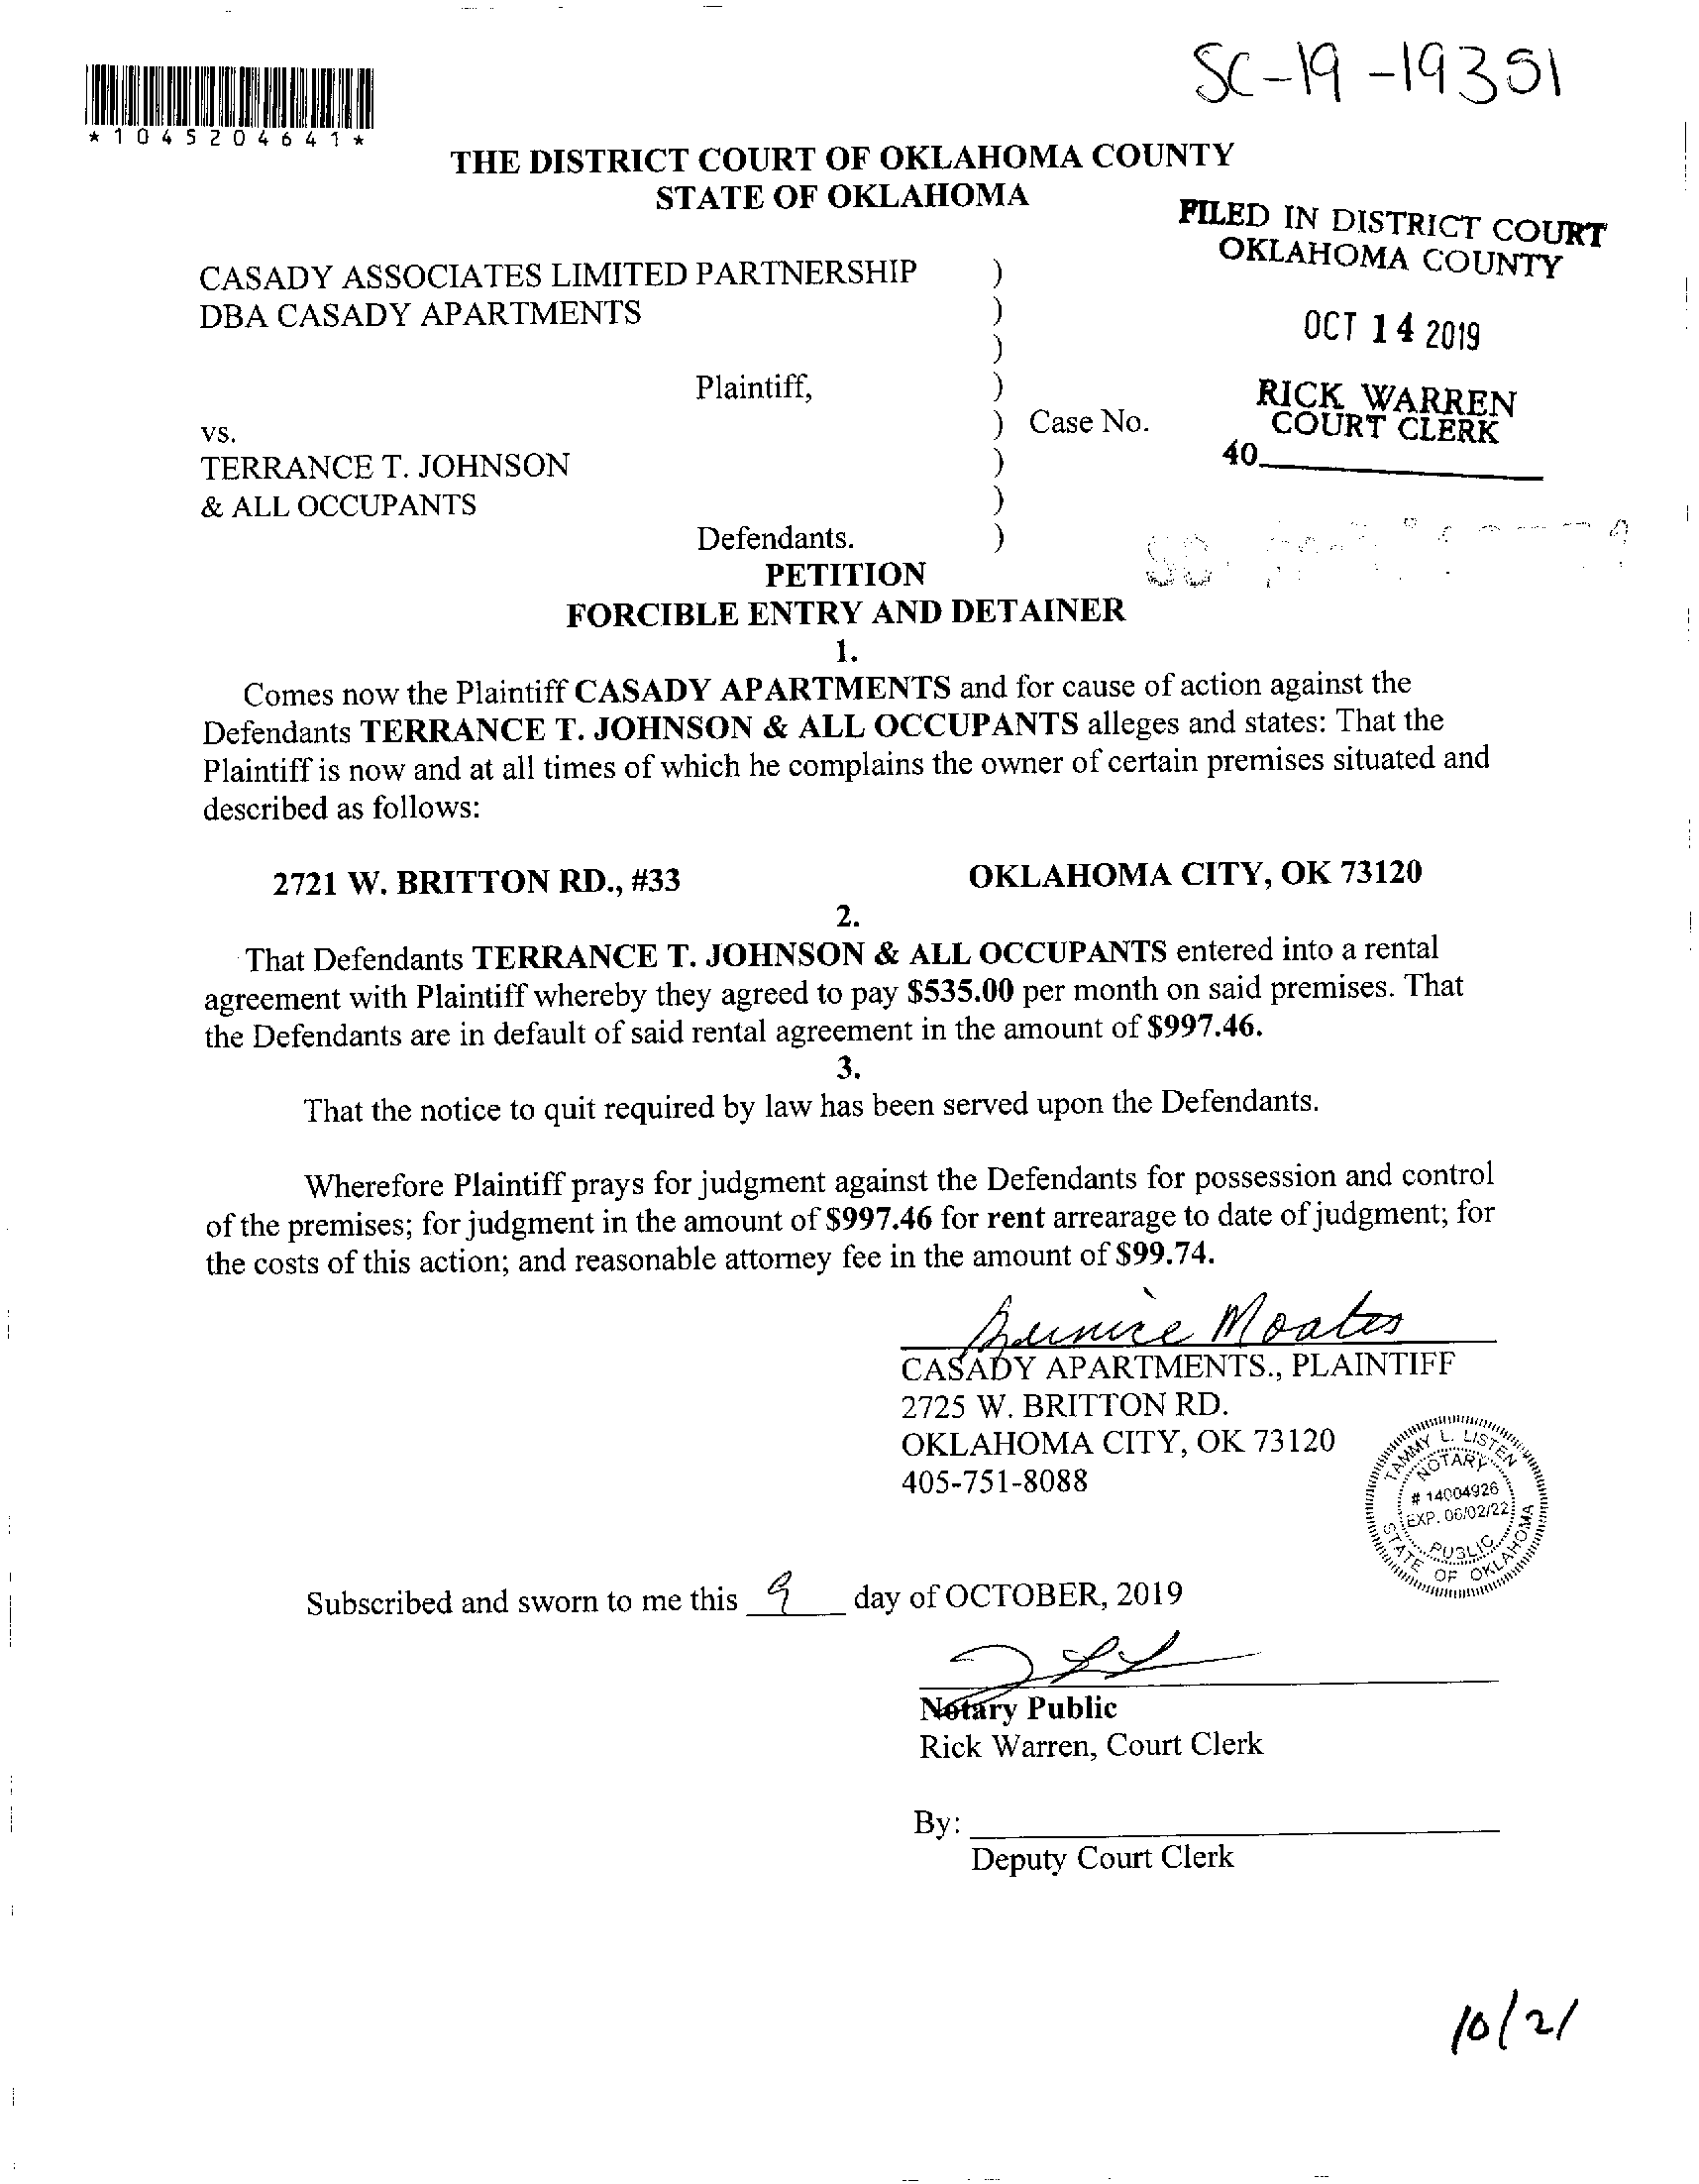 SC-19-19351
*1045204641*
THE DISTRICT COURT OF OKLAHOMA COUNTY
STATE OF OKLAHOMA
FILED IN DISTRICT COURT
OKLAHOMA COUNTY
CASADY ASSOCIATES LIMITED PARTNERSHIP )
DBA CASADY APARTMENTS )
OCT 14 2019
)
Plaintiff, )
RICK WARREN
COURT CLERK
) Case No.
vs.
40
TERRANCE T. JOHNSON )
& ALL OCCUPANTS )
Defendants. )
PETITION
FORCIBLE ENTRY AND DETAINER
1.
Comes now the Plaintiff CASADY APARTMENTS and for cause of action against the
Defendants TERRANCE T. JOHNSON & ALL OCCUPANTS alleges and states: That the
Plaintiff is now and at all times of which he complains the owner of certain premises situated and
described as follows:
2721 W. BRITTON RD., #33 OKLAHOMA CITY, OK 73120
2.
That Defendants TERRANCE T. JOHNSON & ALL OCCUPANTS entered into a rental
agreement with Plaintiff whereby they agreed to pay $535.00 per month on said premises. That
the Defendants are in default of said rental agreement in the amount of $997.46.
3.
That the notice to quit required by law has been served upon the Defendants.
Wherefore Plaintiff prays for judgment against the Defendants for possession and control
of the premises; for judgment in the amount of $997.46 for rent arrearage to date of judgment; for
the costs of this action; and reasonable attorney fee in the amount of $99.74.
Moates
CASADY APARTMENTS., PLAINTIFF
2725 W. BRITTON RD.
OKLAHOMA CITY, OK 73120
405-751-8088
TAMMY L. LISTEN
NOTARY
# 14004926
EXP. 06/02/22
PUBLIC
STATE OF OKLAHOMA
Subscribed and sworn to me this 9 day of OCTOBER, 2019
Notary Public
Rick Warren, Court Clerk
By:
Deputy Court Clerk
10/21